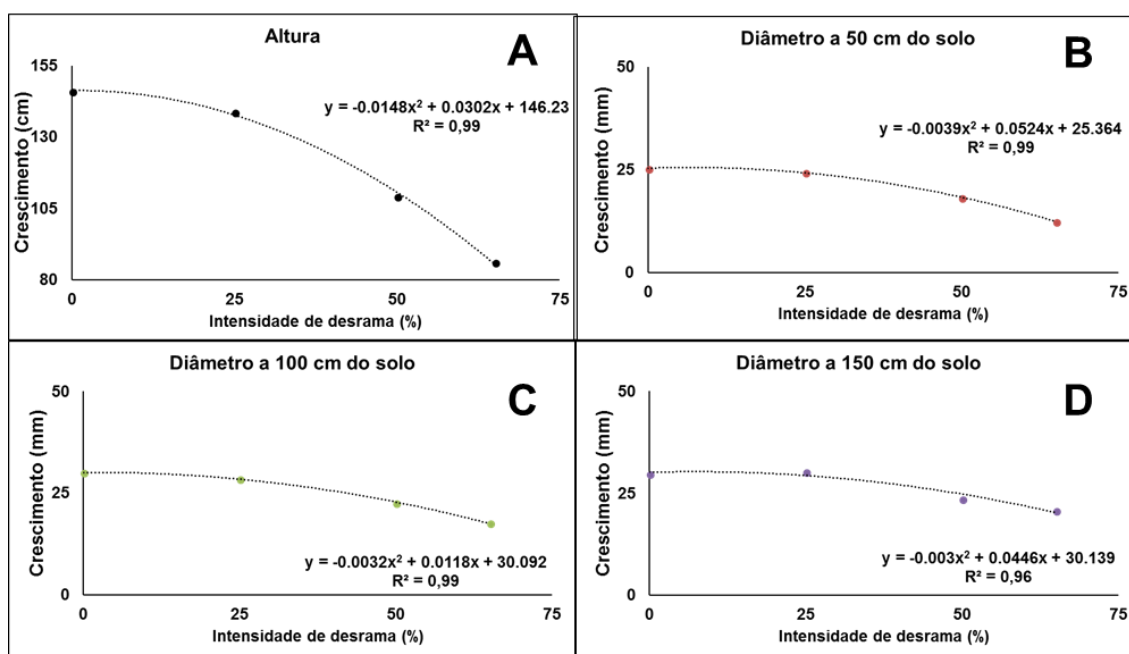 Altura
A
155
130
105
80
0
25
50
75
Crescimento (cm)
Intensidade de desrama (%)
y = -0.0148x² + 0.0302x + 146.23
R² = 0,99
Diâmetro a 50 cm do solo
B
50
25
0
0
25
50
75
Crescimento (mm)
Intensidade de desrama (%)
y = -0.0039x² + 0.0524x + 25.364
R² = 0,99
Diâmetro a 100 cm do solo
C
50
25
0
0
25
50
75
Crescimento (mm)
Intensidade de desrama (%)
y = -0.0032x² + 0.0118x + 30.092
R² = 0,99
Diâmetro a 150 cm do solo
D
50
25
0
0
25
50
75
Crescimento (mm)
Intensidade de desrama (%)
y = -0.003x² + 0.0446x + 30.139
R² = 0,96